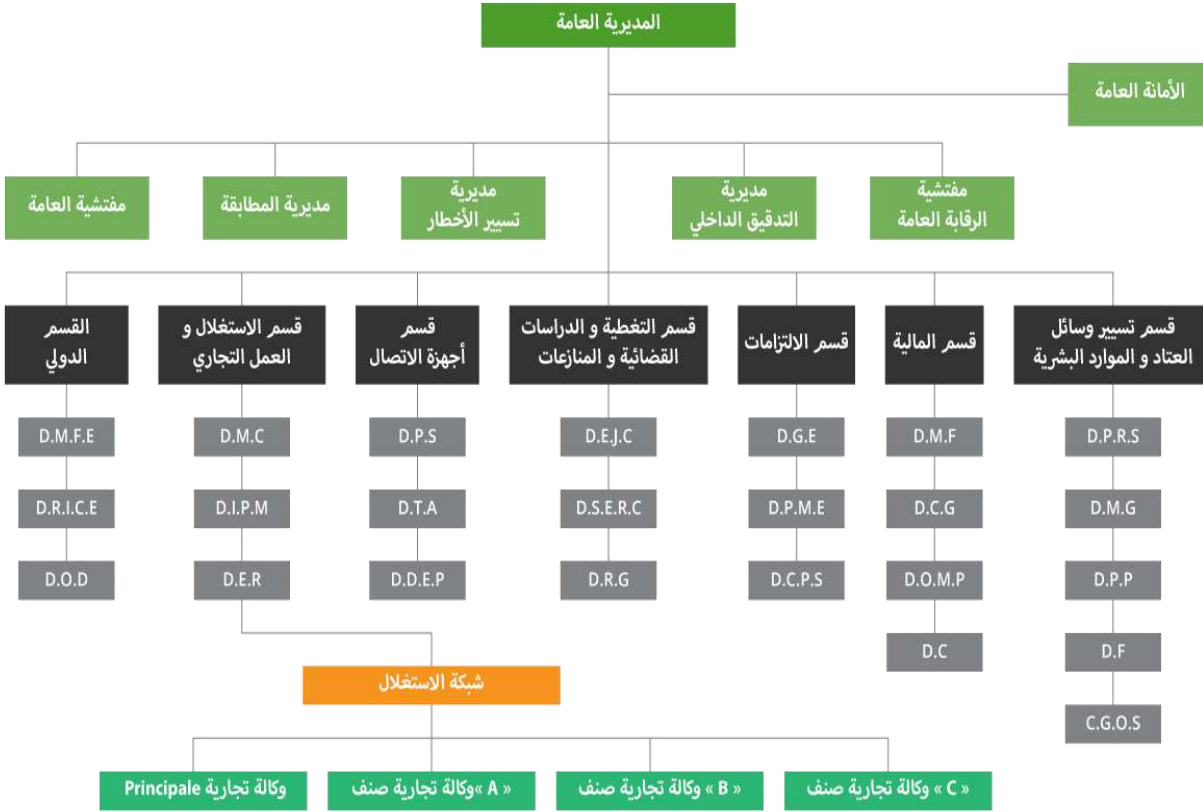 المديرية العامة
الأمانة العامة
مفتشية
الرقابة العامة
مديرية
التدقيق الداخلي
مديرية
تسيير الأخطار
مديرية المطابقة
مفتشية العامة
قسم تسيير وسائل
العتاد و الموارد البشرية
قسم المالية
قسم الالتزامات
قسم التغطية و الدراسات
القضائية و المنازعات
قسم
أجهزة الاتصال
قسم الاستغلال و
العمل التجاري
القسم
الدولي
D.P.R.S
D.M.G
D.P.P
D.F
C.G.O.S
D.M.F
D.C.G
D.O.M.P
D.C
D.G.E
D.P.M.E
D.C.P.S
D.E.J.C
D.S.E.R.C
D.R.G
D.P.S
D.T.A
D.D.E.P
D.M.C
D.I.P.M
D.E.R
D.M.F.E
D.R.I.C.E
D.O.D
شبكة الاستغلال
وكالة تجارية صنف « C »
وكالة تجارية صنف « B »
وكالة تجارية صنف« A »
وكالة تجارية Principale